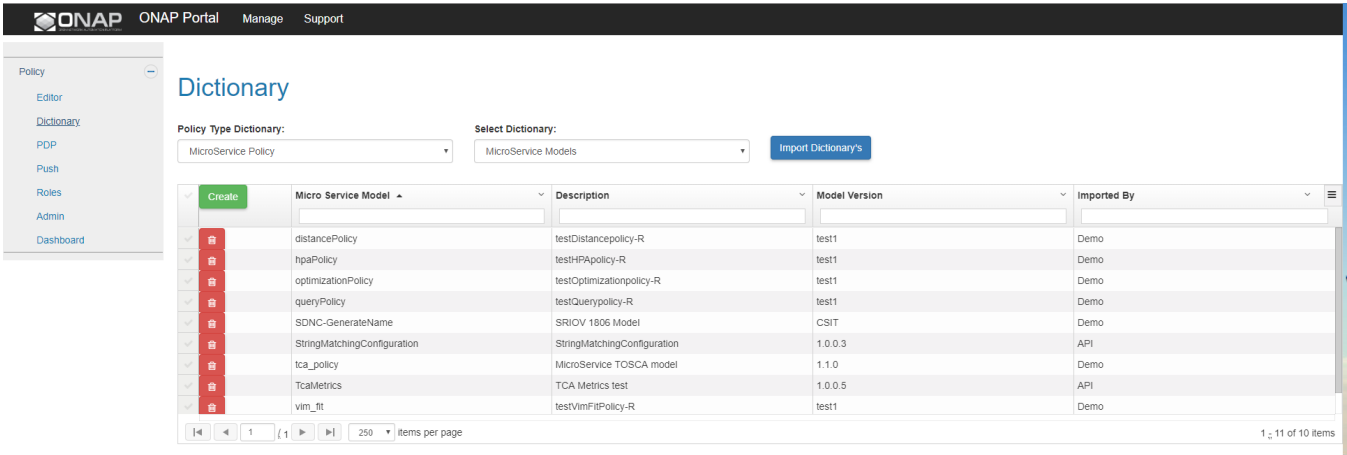 ONAP ONAP Portal Manage Support
Policy
Editor
Dictionary
PDP
Push
Roles
Admin
Dashboard
Dictionary
Policy Type Dictionary: Select Dictionary:
MicroService Policy MicroService Models Import Dictionary's
Create Micro Service Model Description Model Version Imported By
distancePolicy testDistancepolicy-R test1 Demo
hpaPolicy testHPApolicy-R test1 Demo
optimizationPolicy testOptimizationpolicy-R test1 Demo
queryPolicy testQuerypolicy-R test1 Demo
SDNC-GenerateName SRIOV 1806 Model CSIT Demo
StringMatchingConfiguration StringMatchingConfiguration 1.0.0.3 API
tca_policy MicroService TOSCA model 1.1.0 Demo
TcaMetrics TCA Metrics test 1.0.0.5 API
vim_fit testVimFitPolicy-R test1 Demo
1 / 1 250 items per page 1 - 11 of 10 items